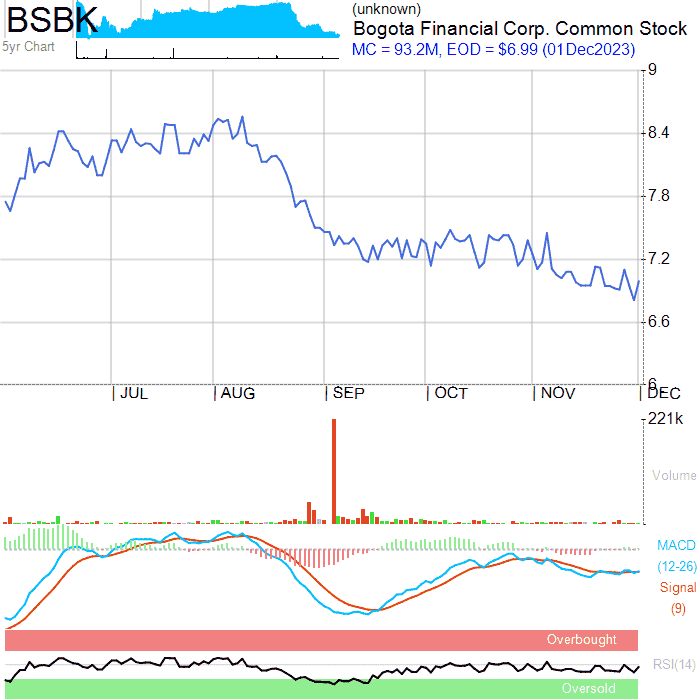 BSBK
5yr Chart
(unknown)
Bogota Financial Corp. Common Stock
MC = 93.2M, EOD = $6.99 (01Dec2023)
9
8.4
7.8
7.2
6.6
6
| JUL | AUG | SEP | OCT | NOV | DEC
221k
Volume
MACD
(12-26)
Signal
(9)
Overbought
RSI(14)
Oversold